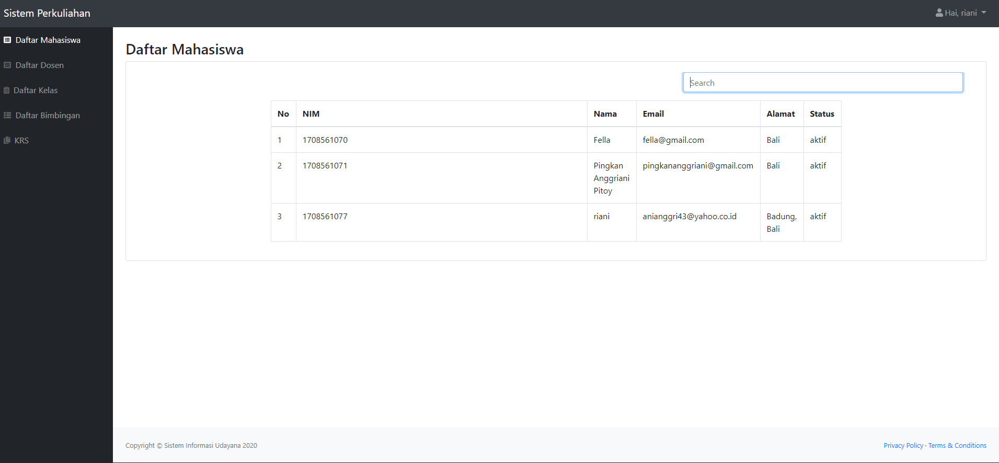 Sistem Perkuliahan
Hai, riani
Daftar Mahasiswa
Daftar Dosen
Daftar Kelas
Daftar Bimbingan
KRS
Daftar Mahasiswa
Search
No NIM Nama Email Alamat Status
1 1708561070 Fella fella@gmail.com Bali aktif
2 1708561071 Pingkan pingkananggriani@gmail.com Bali aktif
Anggriani
Pitoy
3 1708561077 riani anianggri43@yahoo.co.id Badung, aktif
Bali
Copyright © Sistem Informasi Udayana 2020
Privacy Policy · Terms & Conditions